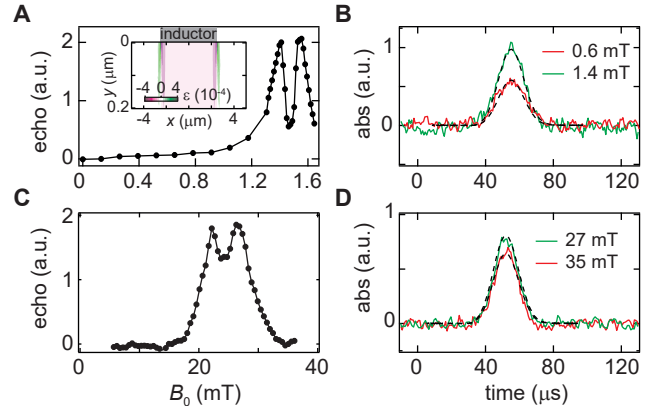 A
echo (a.u.)
2
1
0
0
0.4
0.8
1.2
1.6
inductor
y (μm)
0
0.2
-4 0 4 ε (10⁻⁴)
-4
0
4
x (μm)
B
abs (a.u.)
1
0
0
40
80
120
0.6 mT
1.4 mT
C
echo (a.u.)
2
1
0
0
20
40
B₀ (mT)
D
abs (a.u.)
1
0
0
40
80
120
time (μs)
27 mT
35 mT